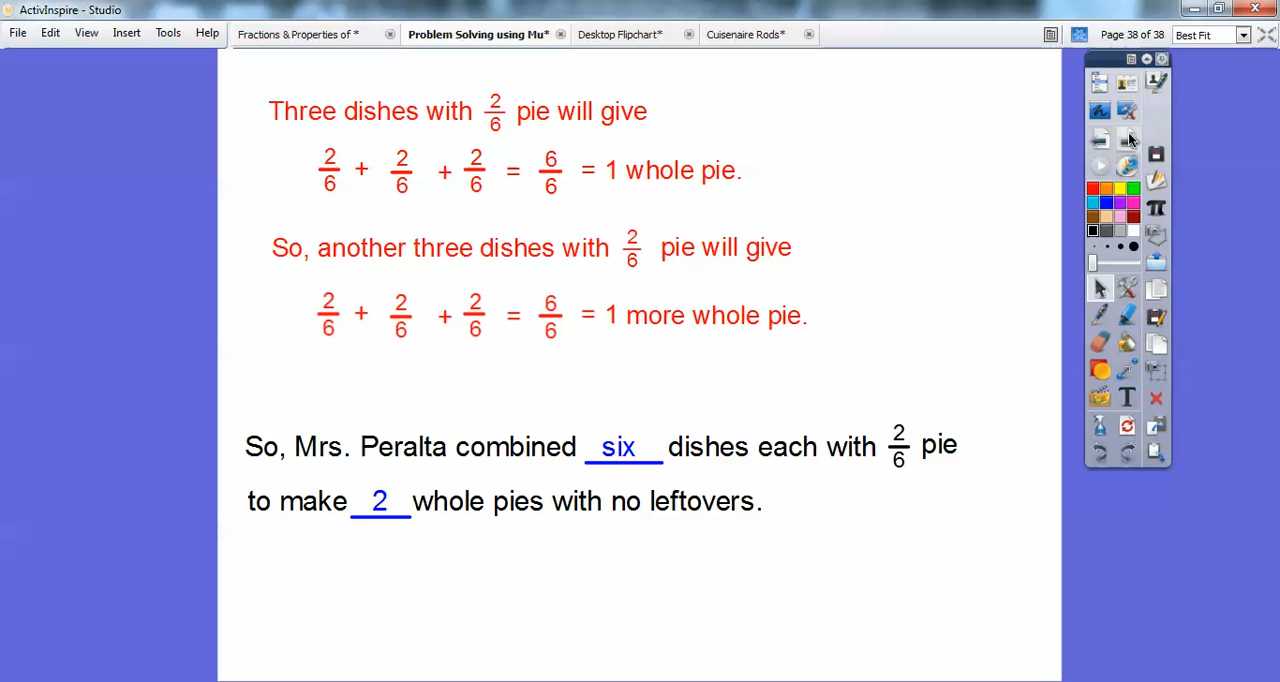 ActivInspire - Studio
File Edit View Insert Tools Help
Fractions & Properties of * Problem Solving using Mu* Desktop Flipchart* Cuisenaire Rods*
Page 38 of 38 Best Fit
Three dishes with 2/6 pie will give
2/6 + 2/6 + 2/6 = 6/6 = 1 whole pie.
So, another three dishes with 2/6 pie will give
2/6 + 2/6 + 2/6 = 6/6 = 1 more whole pie.
So, Mrs. Peralta combined six dishes each with 2/6 pie
to make 2 whole pies with no leftovers.